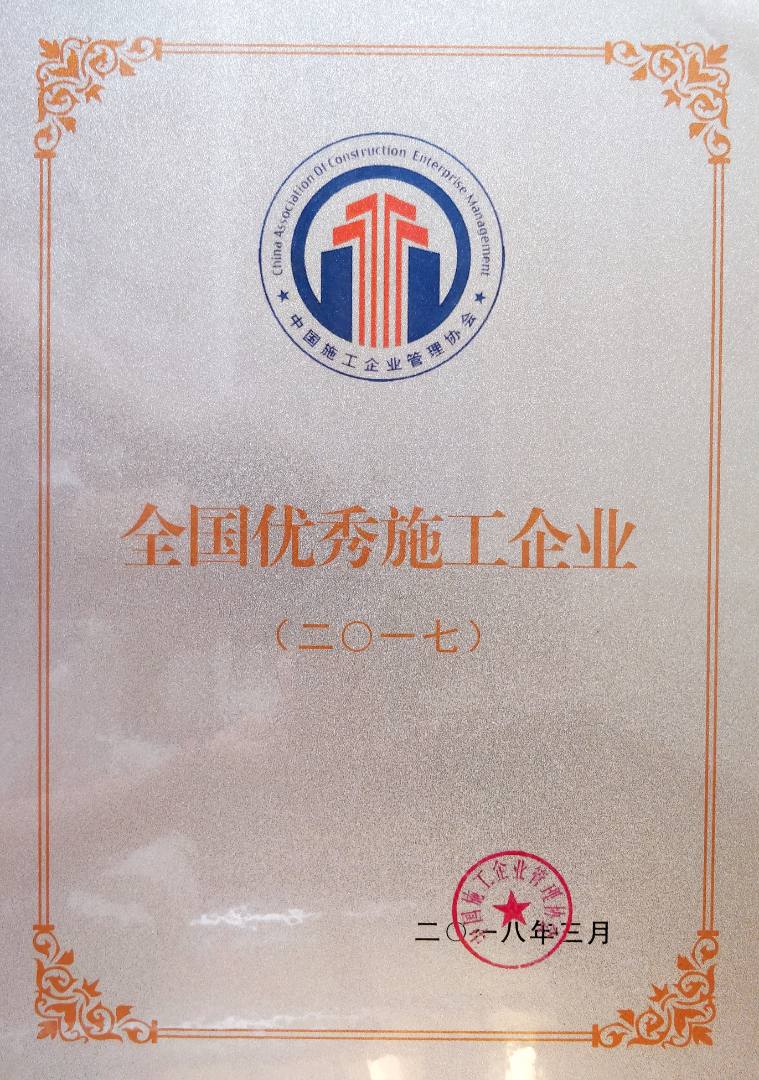 China Association Of Construction Enterprise Management
中国施工企业管理协会
全国优秀施工企业
（二〇一七）
中国施工企业管理协会
二〇一八年三月